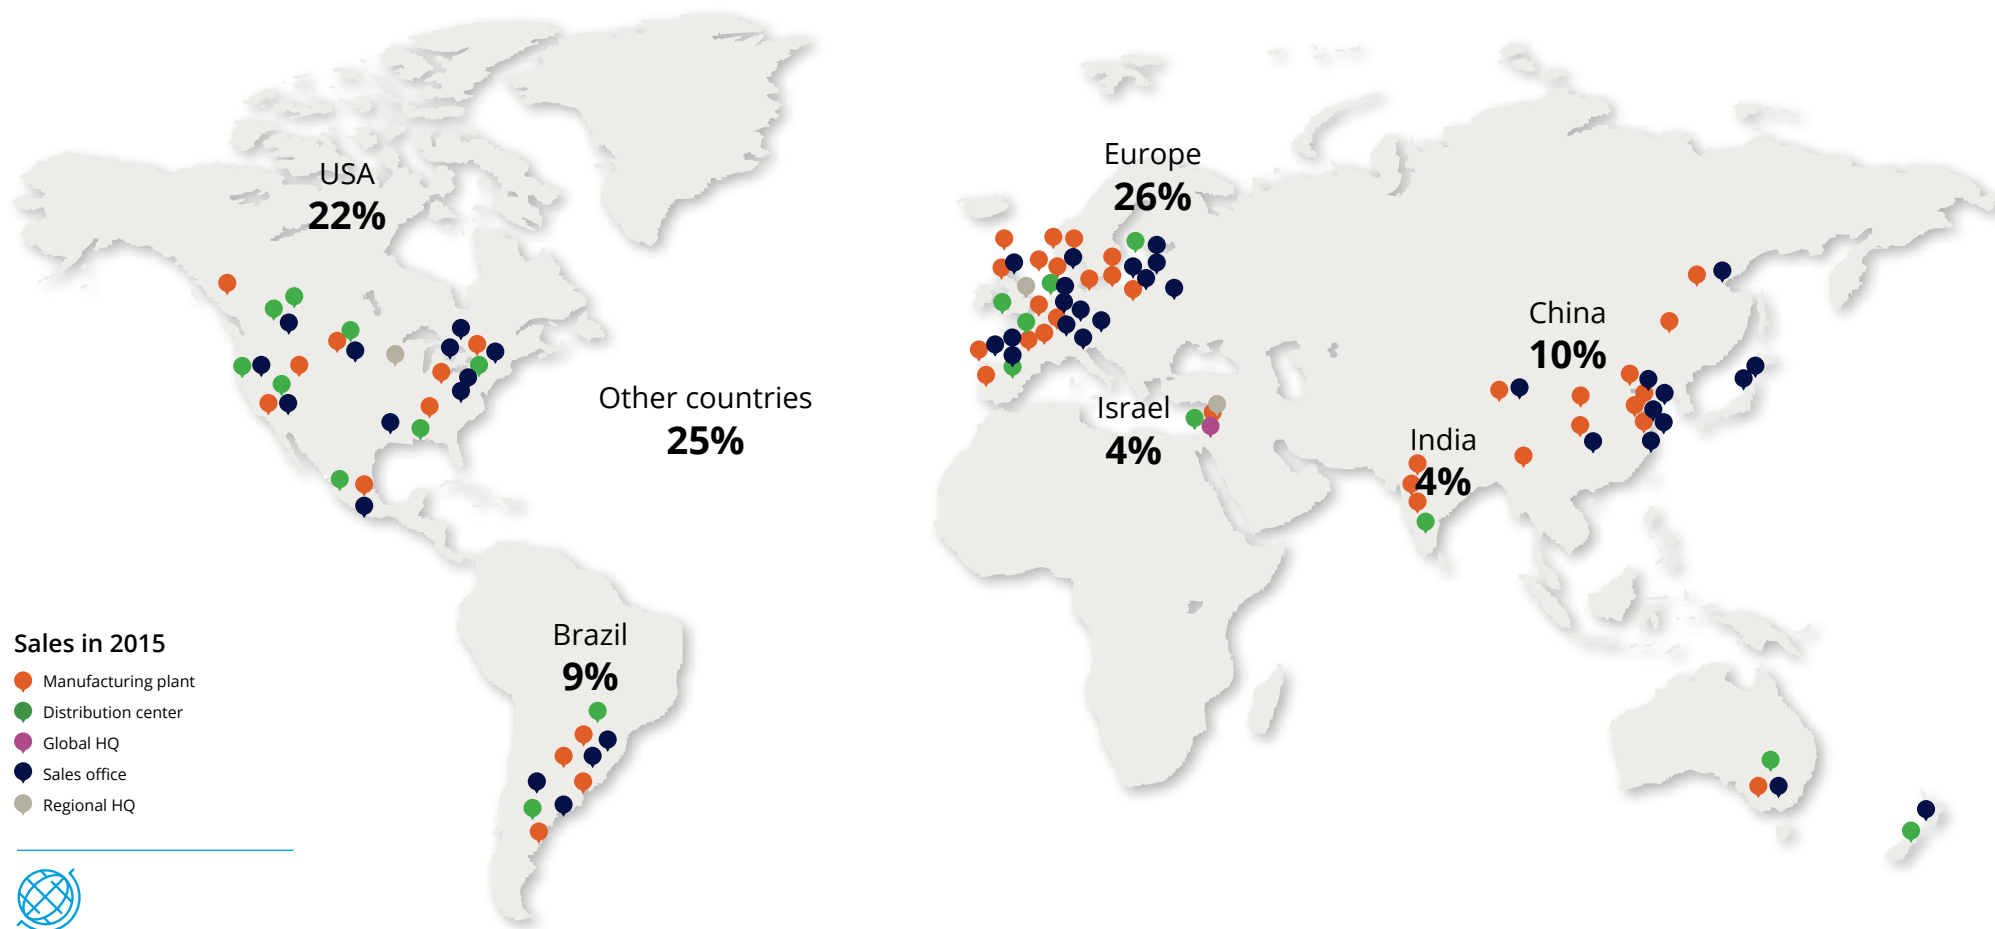 USA
22%
Europe
26%
China
10%
Other countries
25%
Israel
4%
India
4%
Brazil
9%
Sales in 2015
Manufacturing plant
Distribution center
Global HQ
Sales office
Regional HQ